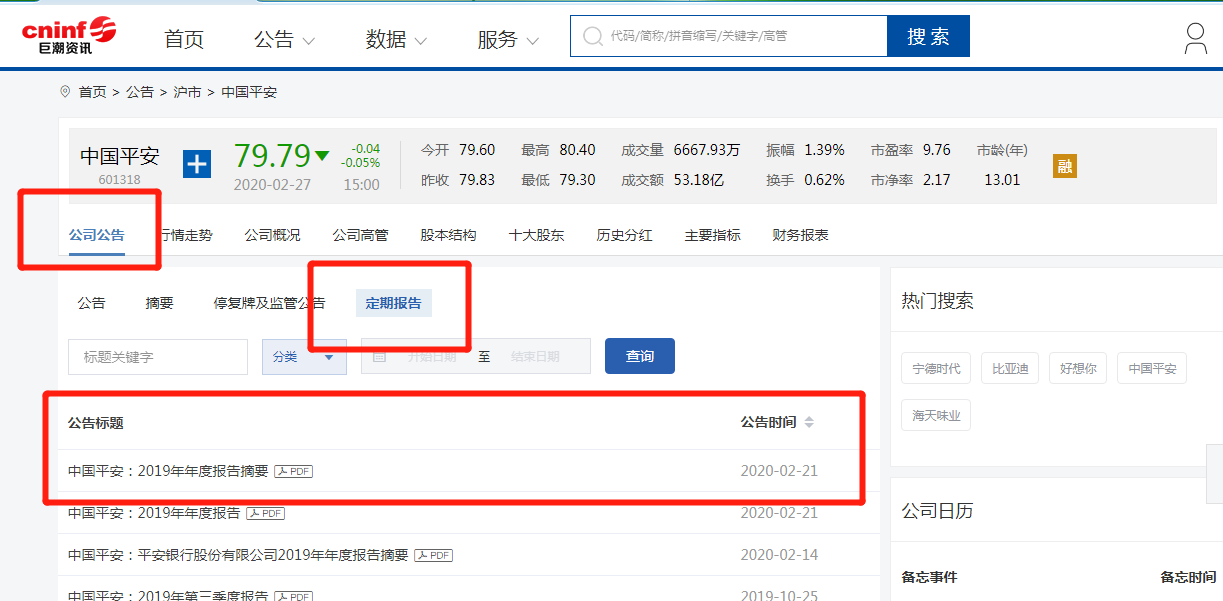 cninf
巨潮资讯
首页 公告 数据 服务 代码/简称/拼音缩写/关键字/高管 搜索
首页 > 公告 > 沪市 > 中国平安
中国平安
601318
79.79 -0.04
-0.05%
2020-02-27 15:00
今开 79.60 最高 80.40 成交量 6667.93万 振幅 1.39% 市盈率 9.76 市龄(年)
昨收 79.83 最低 79.30 成交额 53.18亿 换手 0.62% 市净率 2.17 13.01
融
公司公告 行情走势 公司概况 公司高管 股本结构 十大股东 历史分红 主要指标 财务报表
公告 摘要 停复牌及监管公告 定期报告
标题关键字 分类 开始日期 至 结束日期 查询
公告标题 公告时间
中国平安：2019年年度报告摘要 PDF 2020-02-21
中国平安：2019年年度报告 PDF 2020-02-21
中国平安：平安银行股份有限公司2019年年度报告摘要 PDF 2020-02-14
中国平安：2019年第三季度报告 PDF 2019-10-25
热门搜索
宁德时代 比亚迪 好想你 中国平安
海天味业
公司日历
备忘事件 备忘时间